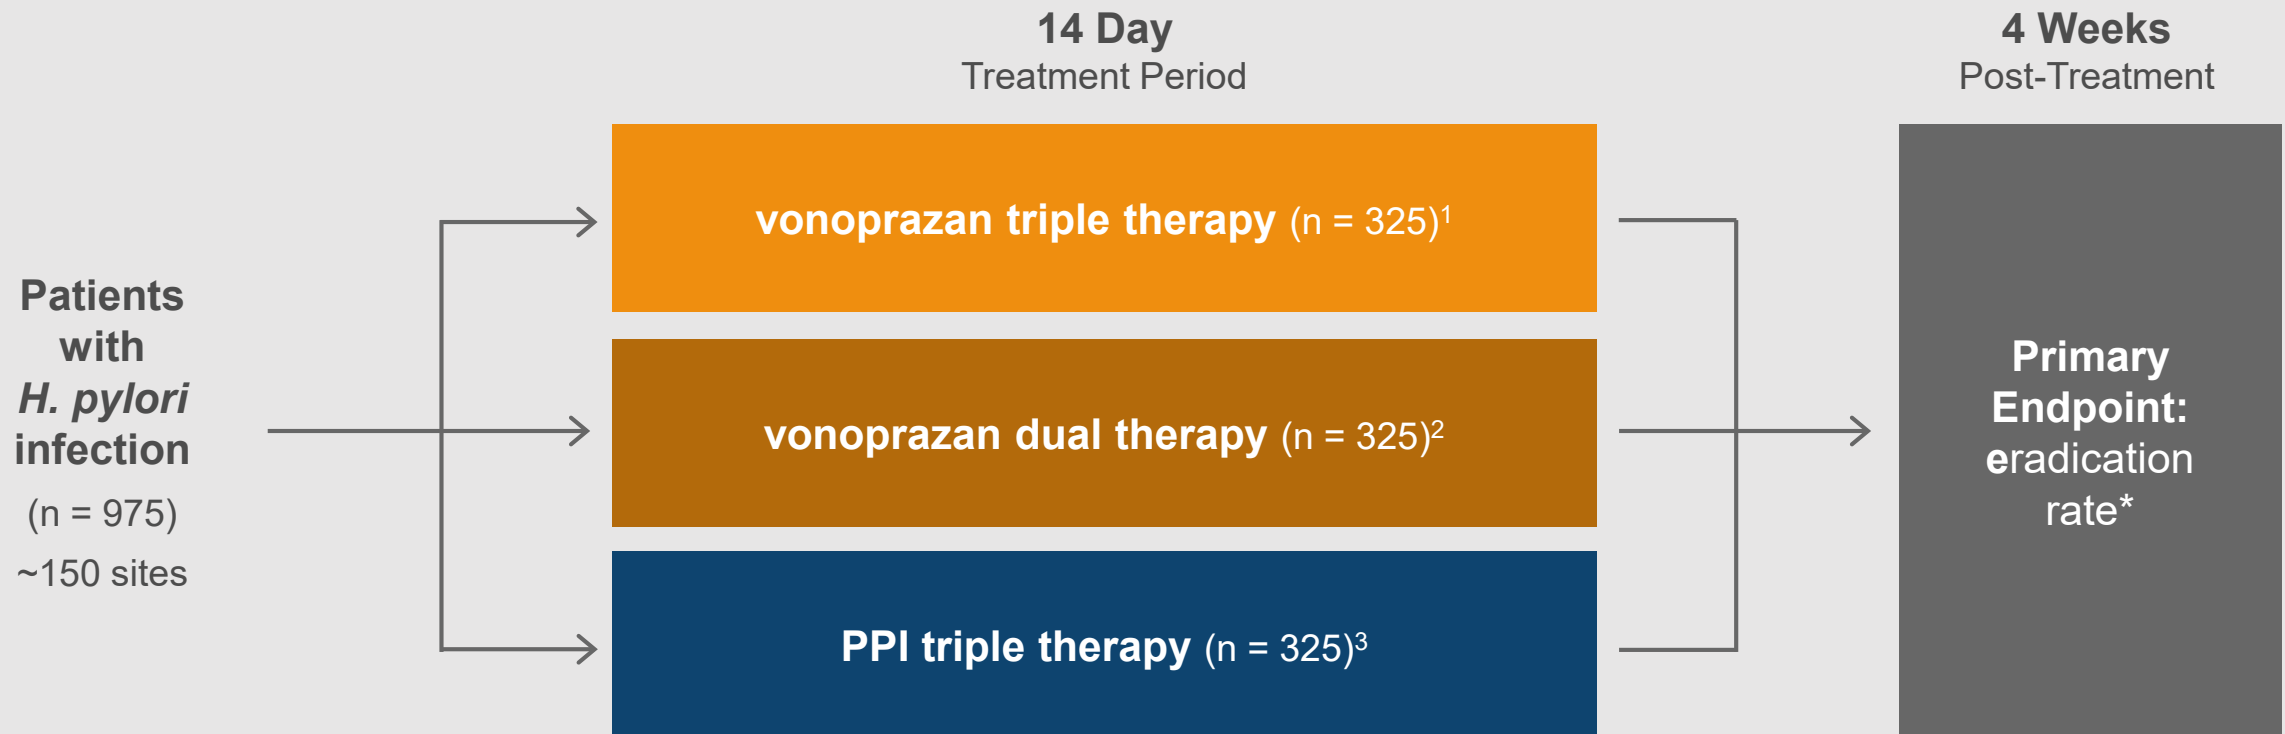 14 Day
Treatment Period
4 Weeks
Post-Treatment
Patients
with
H. pylori
infection
(n = 975)
~150 sites
vonoprazan triple therapy (n = 325)¹
vonoprazan dual therapy (n = 325)²
PPI triple therapy (n = 325)³
Primary
Endpoint:
eradication
rate*